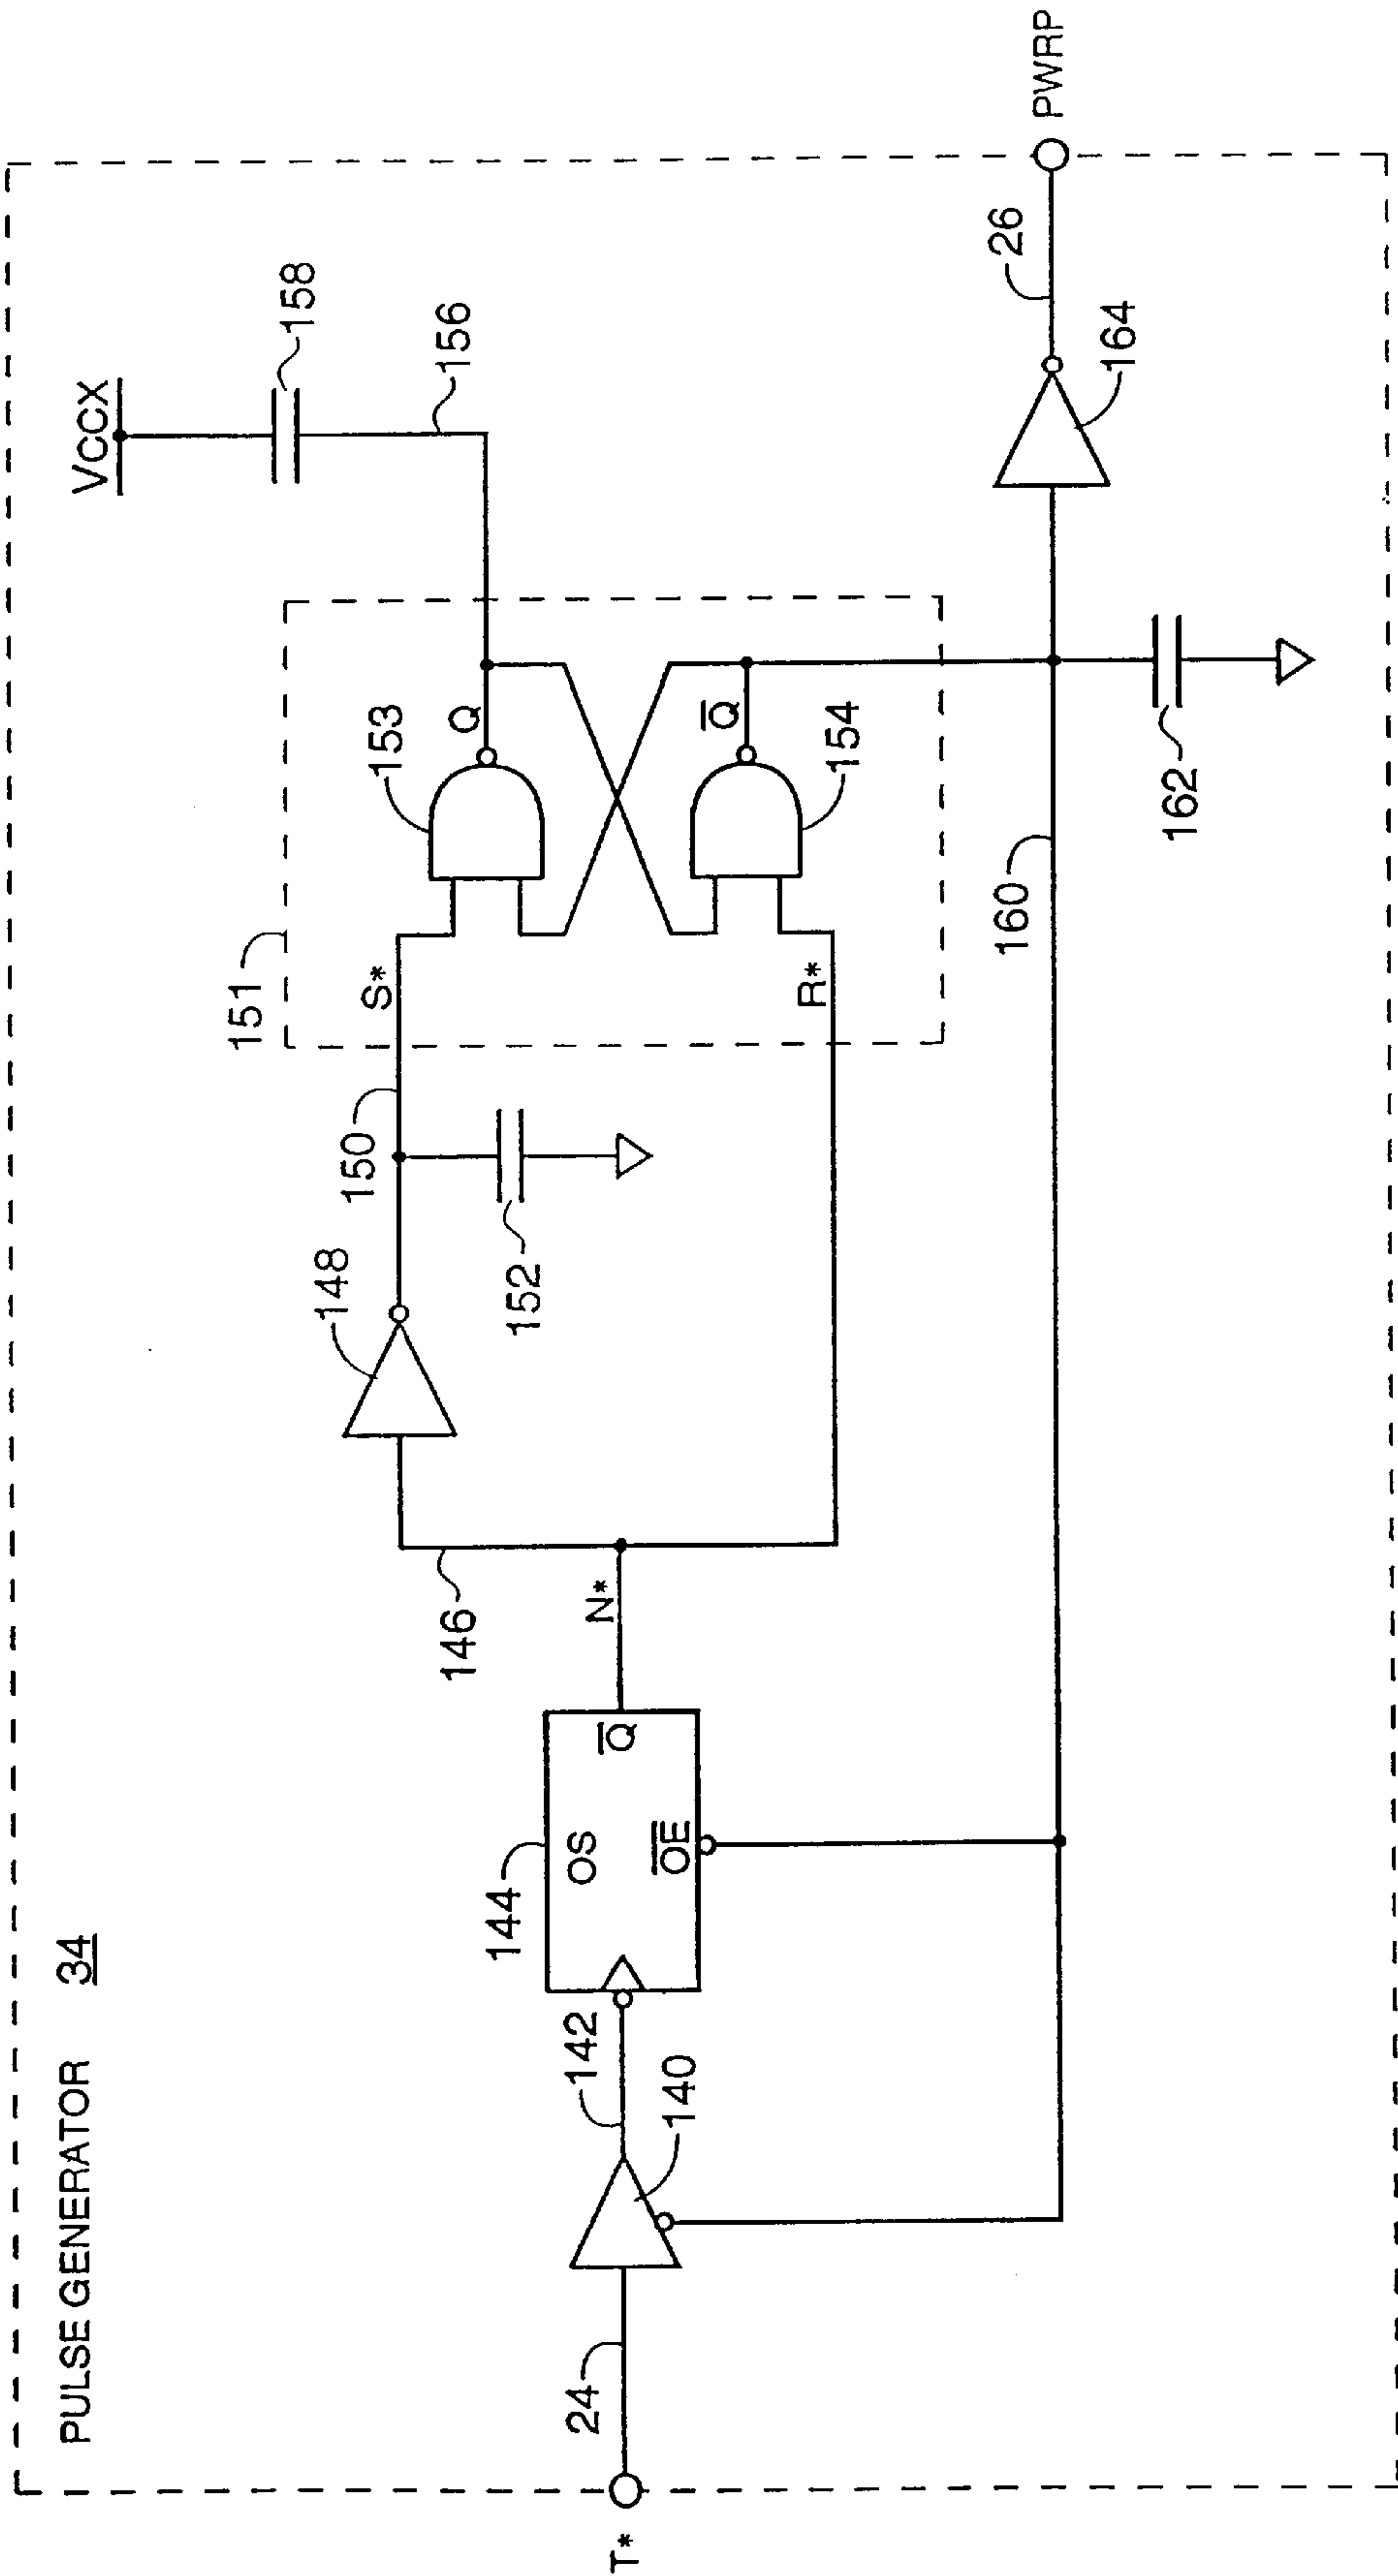 PULSE GENERATOR 34
VCCX
158
156
151
153
Q
S*
150
148
152
146
N*
144
OS
Q̅
O̅E̅
142
140
24
T*
Q̅
154
R*
160
162
164
26
PWRP